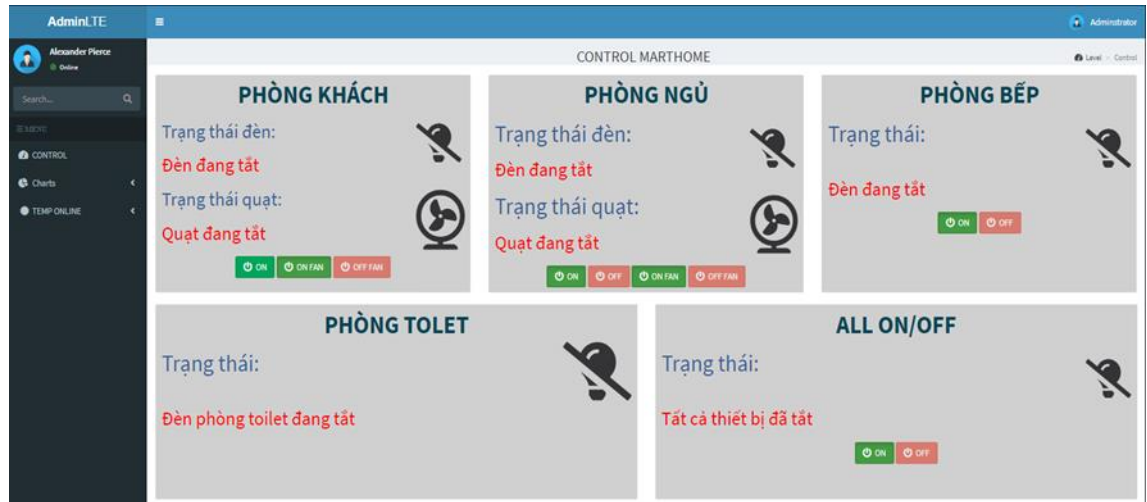 AdminLTE
Adminstrator
Alexander Pierce
Online
CONTROL MARTHOME
Level > Control
Search...
MENU
CONTROL
Charts
TEMP ONLINE
PHÒNG KHÁCH
Trạng thái đèn:
Đèn đang tắt
Trạng thái quạt:
Quạt đang tắt
ON ON FAN OFF FAN
PHÒNG NGỦ
Trạng thái đèn:
Đèn đang tắt
Trạng thái quạt:
Quạt đang tắt
ON OFF ON FAN OFF FAN
PHÒNG BẾP
Trạng thái:
Đèn đang tắt
ON OFF
PHÒNG TOLET
Trạng thái:
Đèn phòng toilet đang tắt
ALL ON/OFF
Trạng thái:
Tất cả thiết bị đã tắt
ON OFF